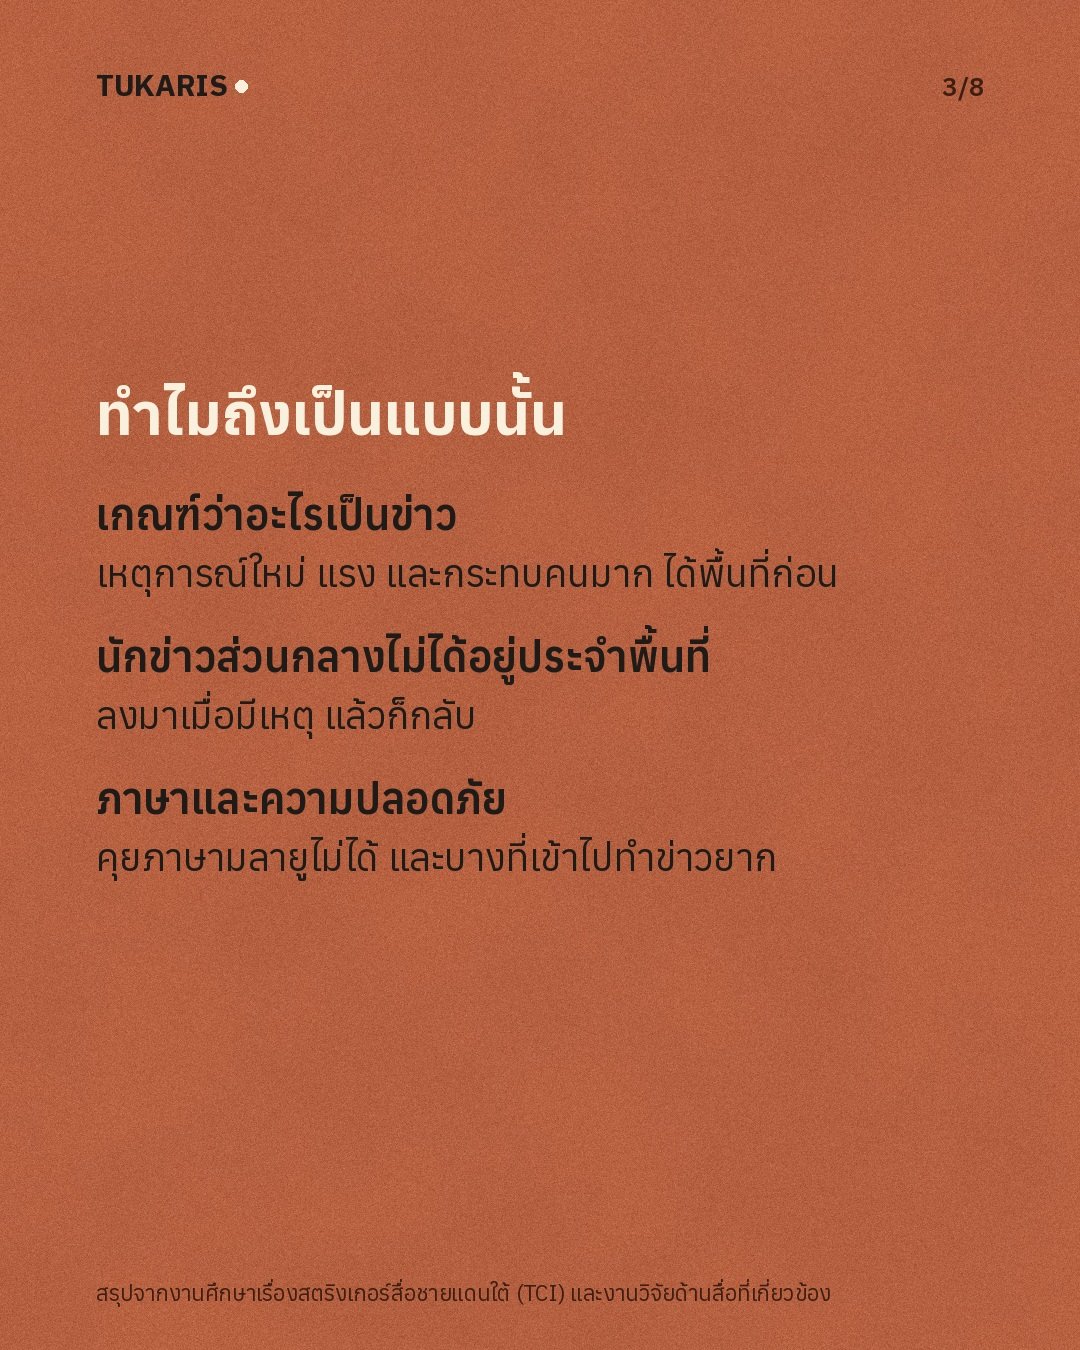 TUKARIS
3/8
ทำไมถึงเป็นแบบนั้น
เกณฑ์ว่าอะไรเป็นข่าว
เหตุการณ์ใหม่ แรง และกระทบคนมาก ได้พื้นที่ก่อน
นักข่าวส่วนกลางไม่ได้อยู่ประจำพื้นที่
ลงมาเมื่อมีเหตุ แล้วก็กลับ
ภาษาและความปลอดภัย
คุยภาษามลายูไม่ได้ และบางที่เข้าไปทำข่าวยาก
สรุปจากงานศึกษาเรื่องสตริงเกอร์สื่อชายแดนใต้ (TCI) และงานวิจัยด้านสื่อที่เกี่ยวข้อง